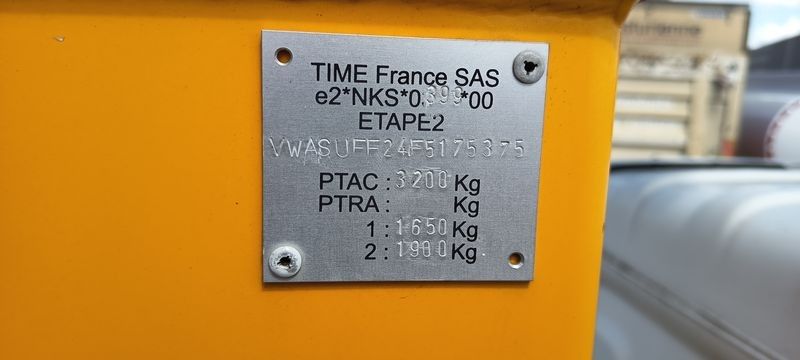 TIME France SAS
e2*NKS*0399*00
ETAPE2
VWASUFF24F5175375
PTAC : 3200 Kg
PTRA : Kg
1 : 1650 Kg
2 : 1900 Kg